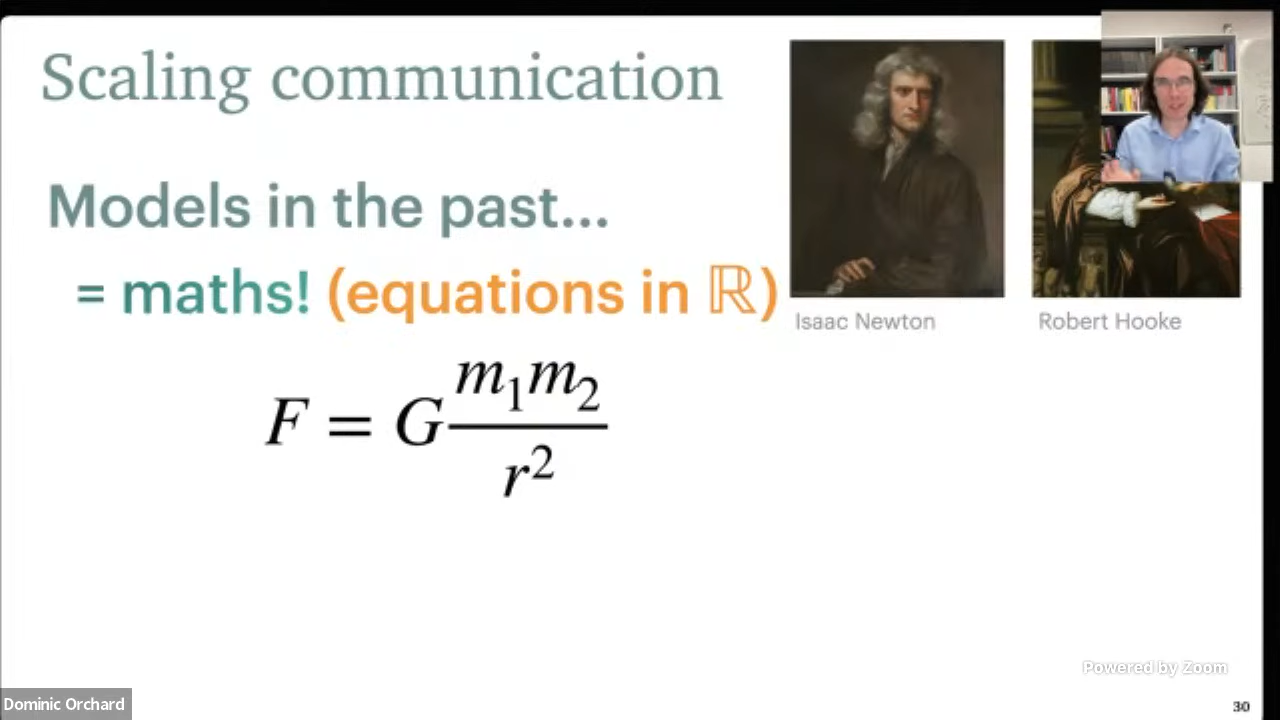 Scaling communication
Models in the past...
= maths! (equations in ℝ)
Isaac Newton
Robert Hooke
F = G m₁m₂ / r²
Powered by Zoom
Dominic Orchard
30